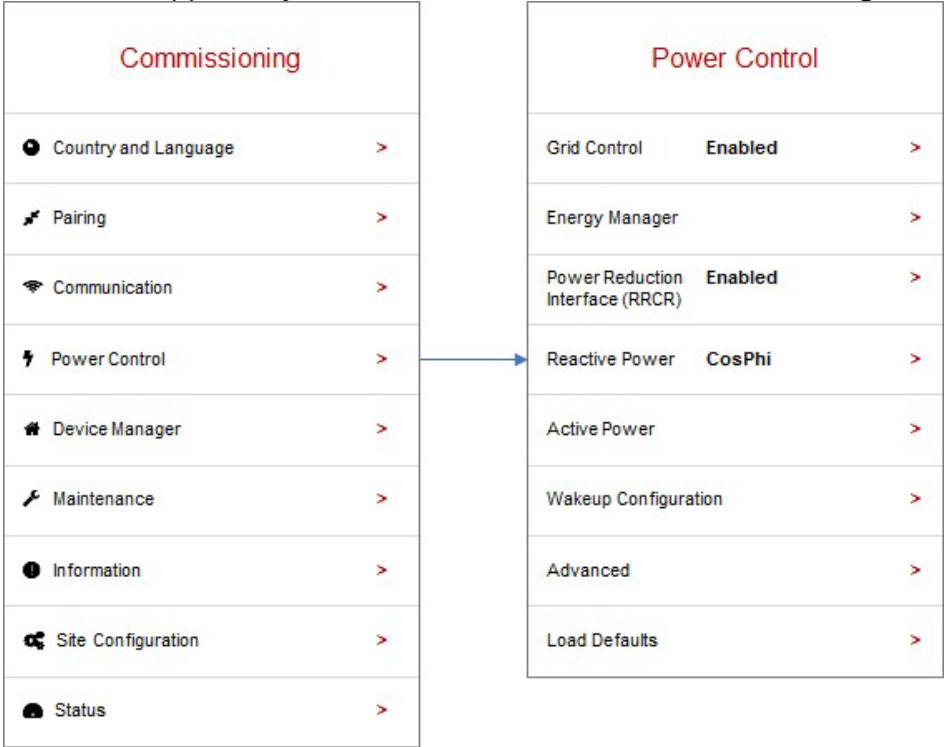 Commissioning
Country and Language >
Pairing >
Communication >
Power Control >
Device Manager >
Maintenance >
Information >
Site Configuration >
Status >
Power Control
Grid Control Enabled >
Energy Manager >
Power Reduction Enabled >
Interface (RRCR)
Reactive Power CosPhi >
Active Power >
Wakeup Configuration >
Advanced >
Load Defaults >